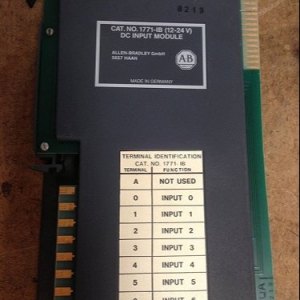 8213
CAT. NO. 1771-IB (12-24 V)
DC INPUT MODULE
ALLEN-BRADLEY GmbH
5657 HAAN
AB
MADE IN GERMANY
TERMINAL IDENTIFICATION
CAT. NO. 1771-IB
TERMINAL FUNCTION
A NOT USED
0 INPUT 0
1 INPUT 1
2 INPUT 2
3 INPUT 3
4 INPUT 4
5 INPUT 5